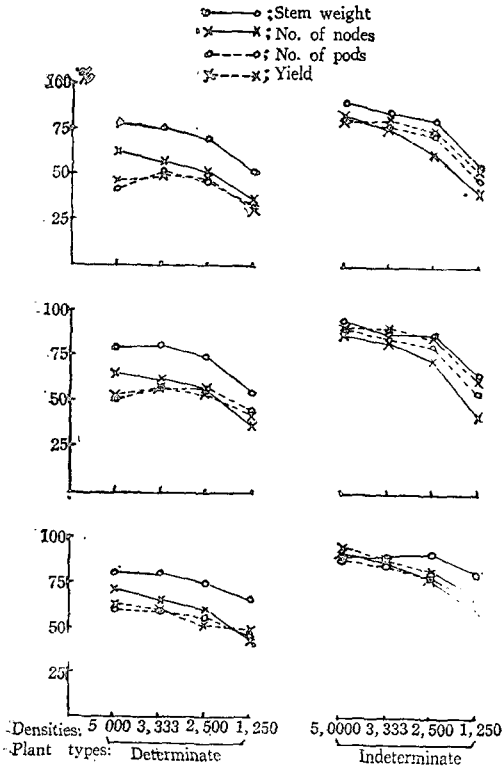 Stem weight
No. of nodes
No. of pods
Yield
100 %
75
50
25
100
75
50
25
100
75
50
25
Densities: 5 000 3,333 2,500 1,250 5,0000 3,333 2,500 1,250
Plant types: Determinate Indeterminate